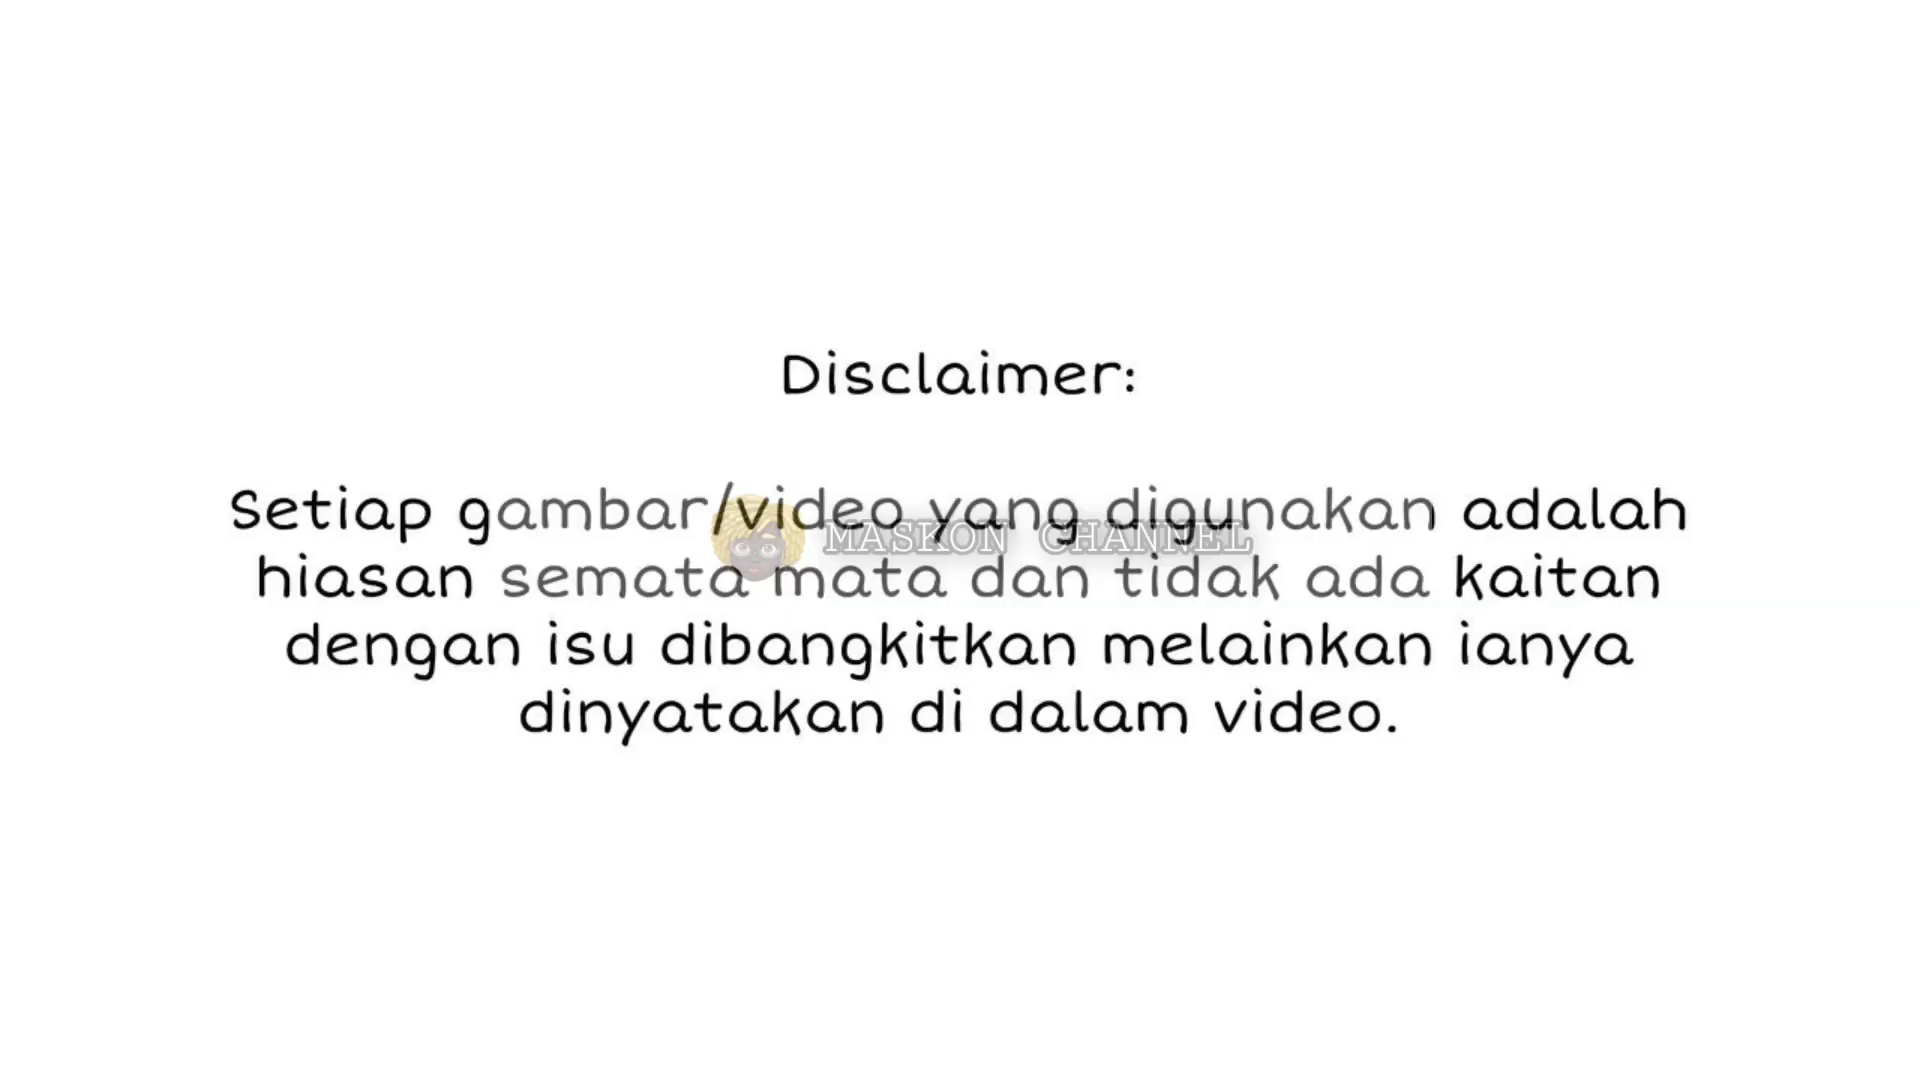 Disclaimer:
Setiap gambar/video yang digunakan adalah
MASKON CHANNEL
hiasan semata mata dan tidak ada kaitan
dengan isu dibangkitkan melainkan ianya
dinyatakan di dalam video.